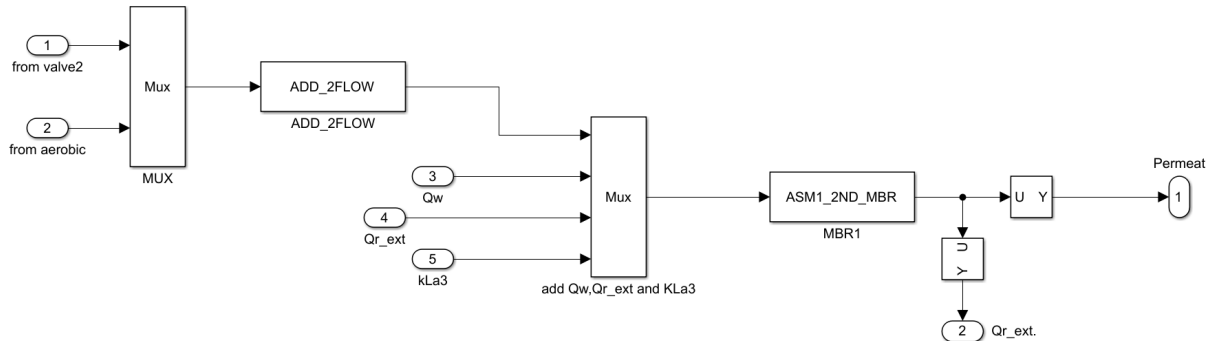 1
from valve2
2
from aerobic
Mux
MUX
ADD_2FLOW
ADD_2FLOW
3
Qw
4
Qr_ext
5
kLa3
Mux
add Qw,Qr_ext and KLa3
ASM1_2ND_MBR
MBR1
U Y
U Y
Permeat
1
2
Qr_ext.